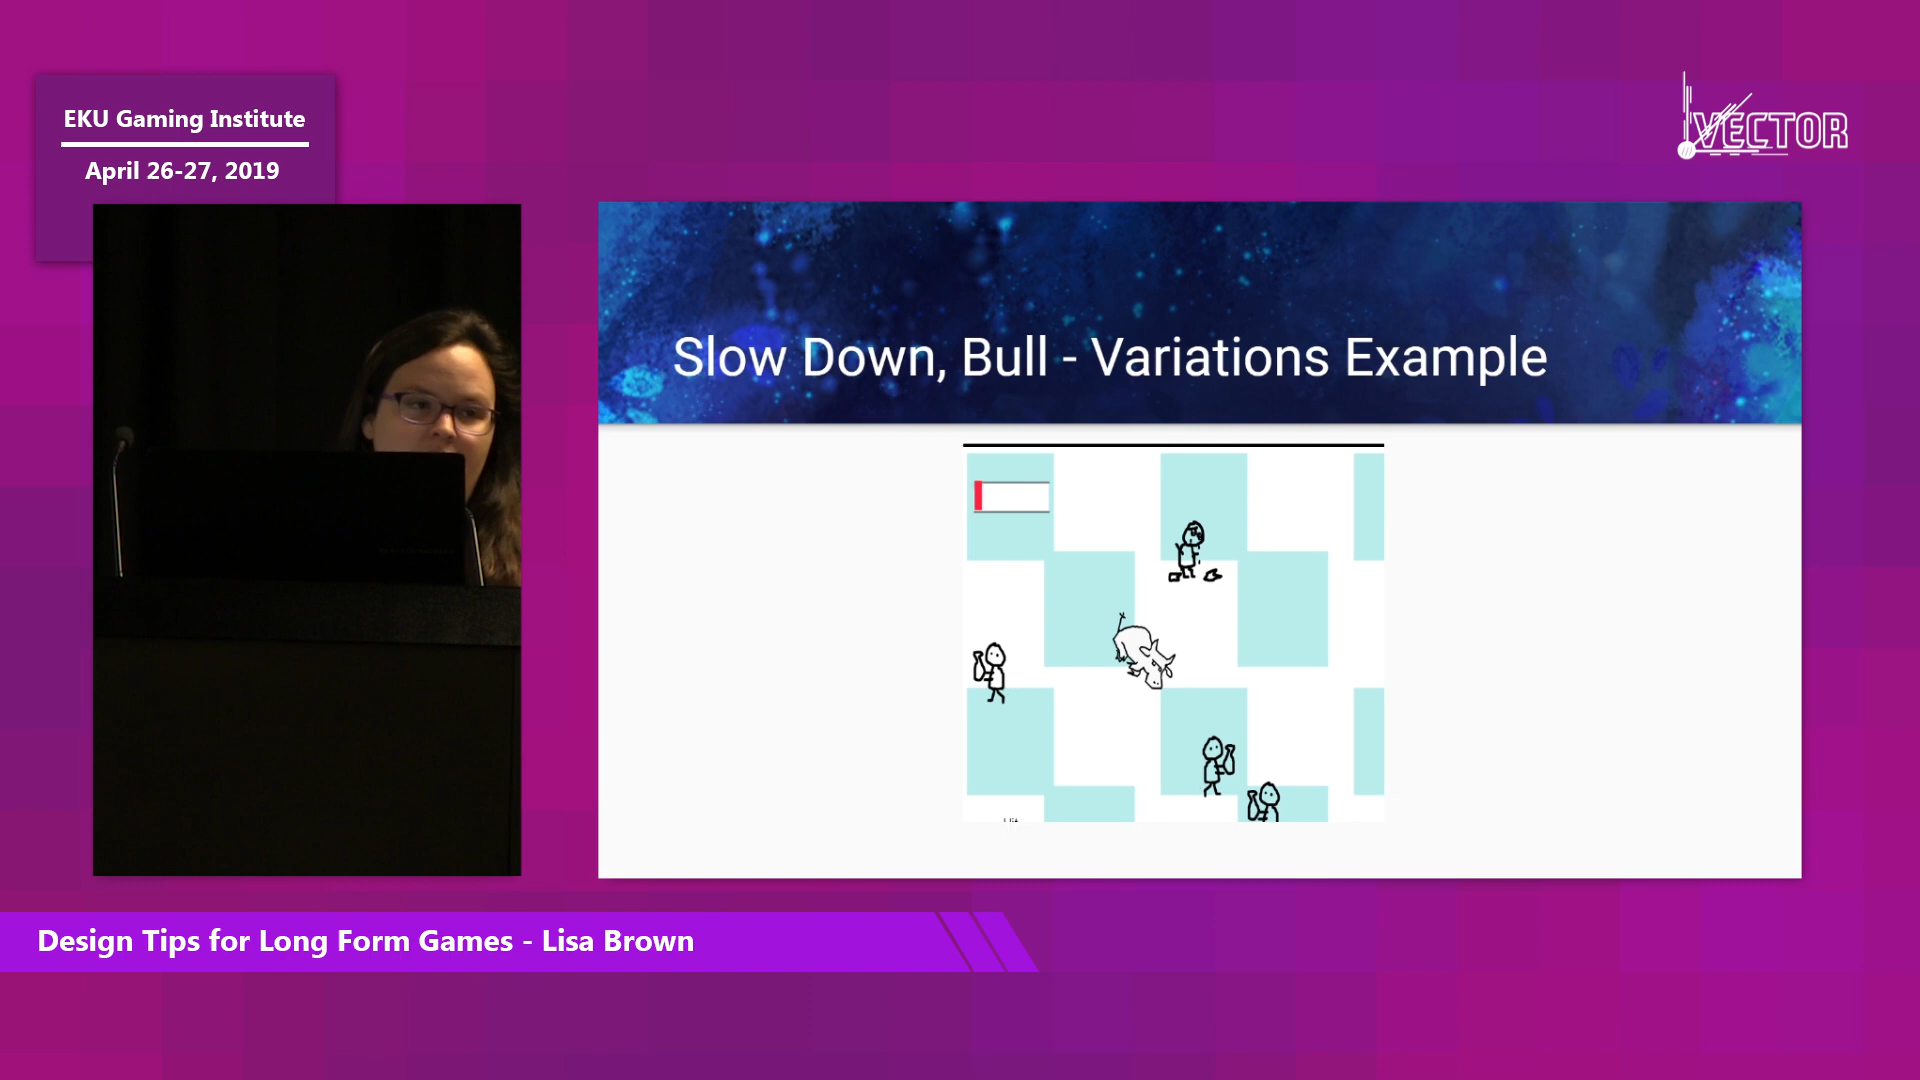 EKU Gaming Institute
April 26-27, 2019
VECTOR
Slow Down, Bull - Variations Example
Design Tips for Long Form Games - Lisa Brown